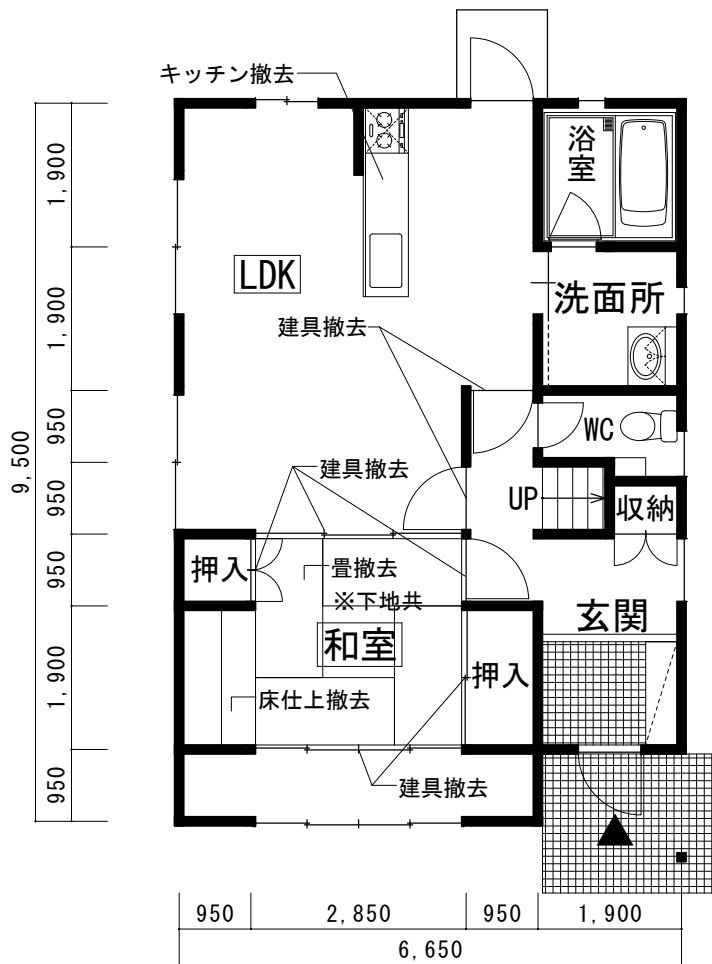 キッチン撤去
浴室
1,900
LDK
洗面所
1,900
建具撤去
950
WC
9,500
建具撤去
950
UP
収納
押入
畳撤去
※下地共
950
玄関
和室
押入
1,900
床仕上撤去
建具撤去
950
950
2,850
950
1,900
6,650